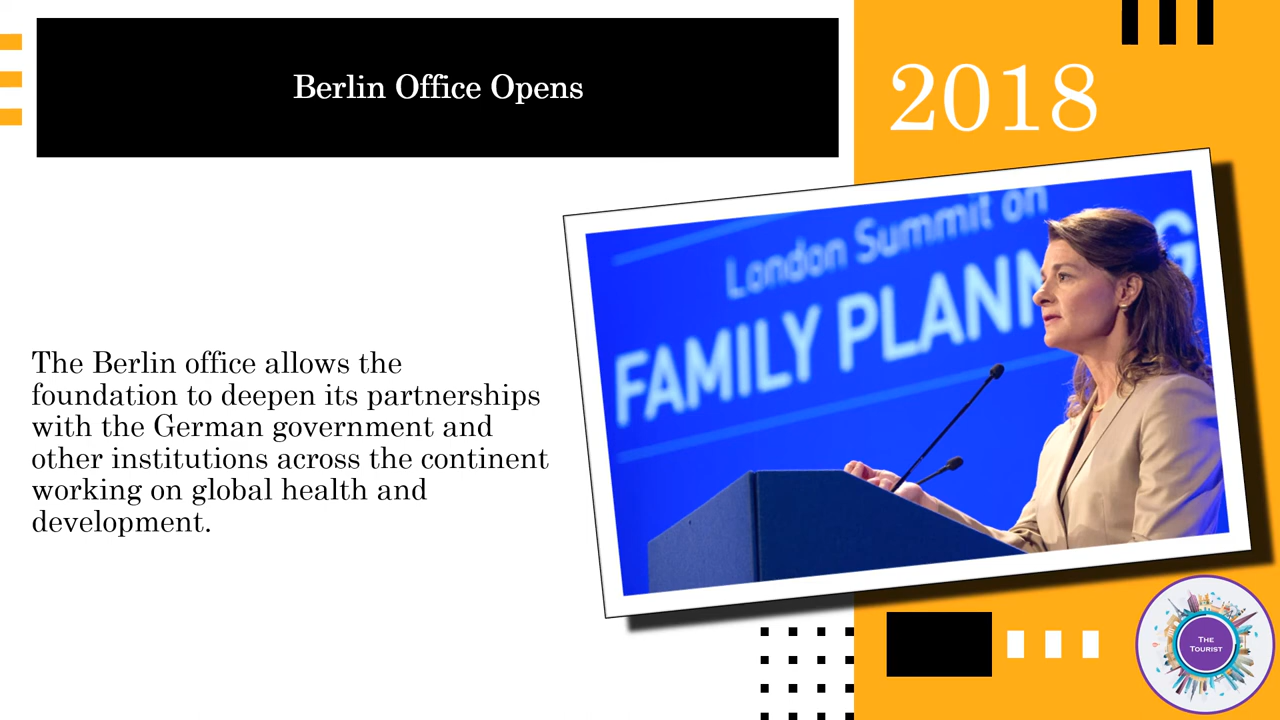 Berlin Office Opens
2018
London Summit on
FAMILY PLANN G
The Berlin office allows the
foundation to deepen its partnerships
with the German government and
other institutions across the continent
working on global health and
development.
THE
TOURIST